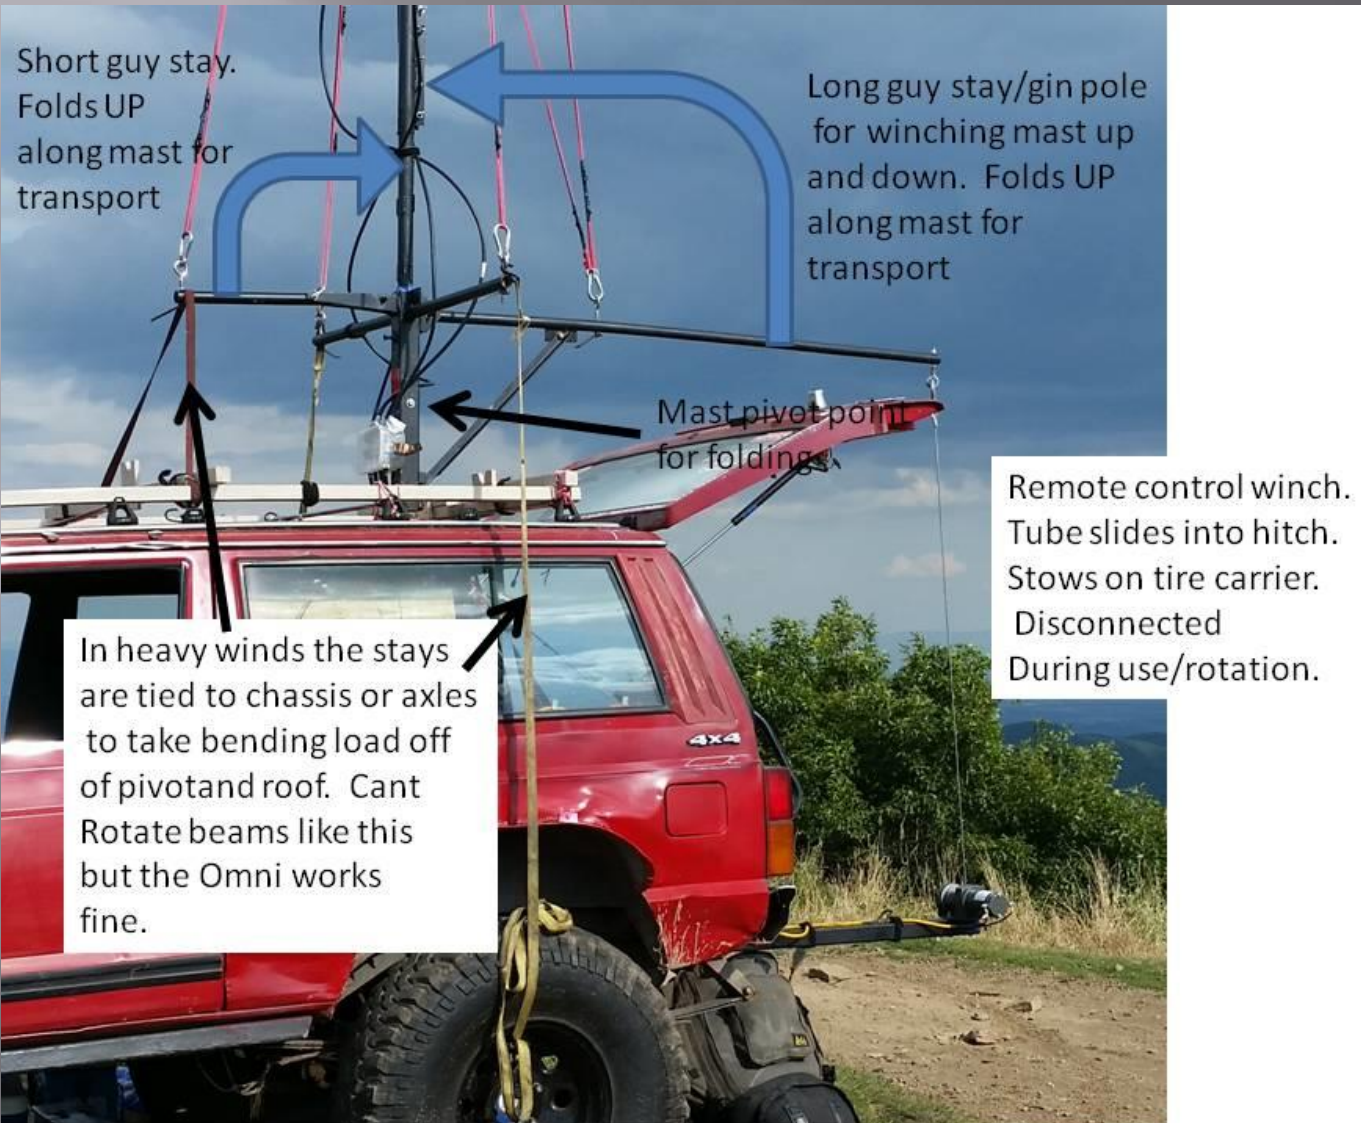 Short guy stay.
Folds UP
along mast for
transport
Long guy stay/gin pole
for winching mast up
and down. Folds UP
along mast for
transport
Mast pivot point
for folding
Remote control winch.
Tube slides into hitch.
Stows on tire carrier.
Disconnected
During use/rotation.
4x4
In heavy winds the stays
are tied to chassis or axles
to take bending load off
of pivotand roof. Cant
Rotate beams like this
but the Omni works
fine.